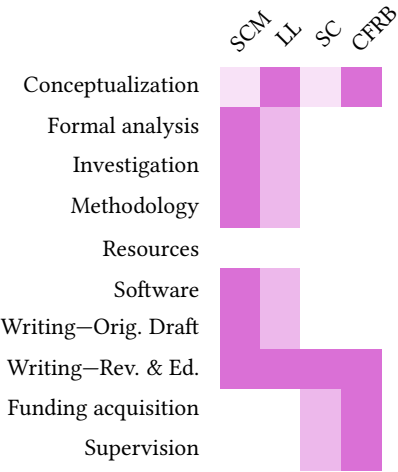 SCM LL SC CFRB
Conceptualization
Formal analysis
Investigation
Methodology
Resources
Software
Writing—Orig. Draft
Writing—Rev. & Ed.
Funding acquisition
Supervision